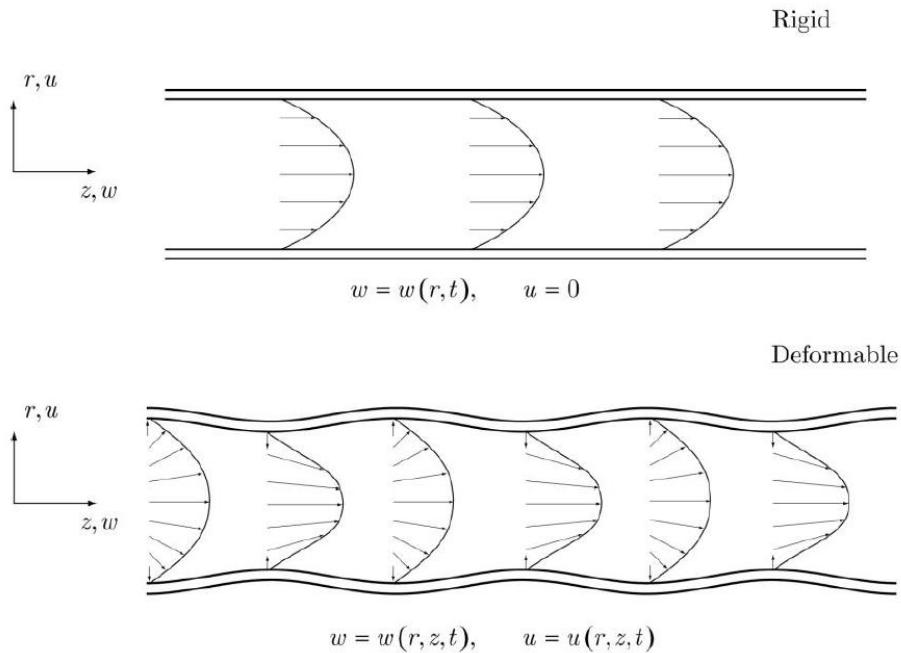 Rigid
r, u
z, w
w = w(r, t), u = 0
Deformable
r, u
z, w
w = w(r, z, t), u = u(r, z, t)